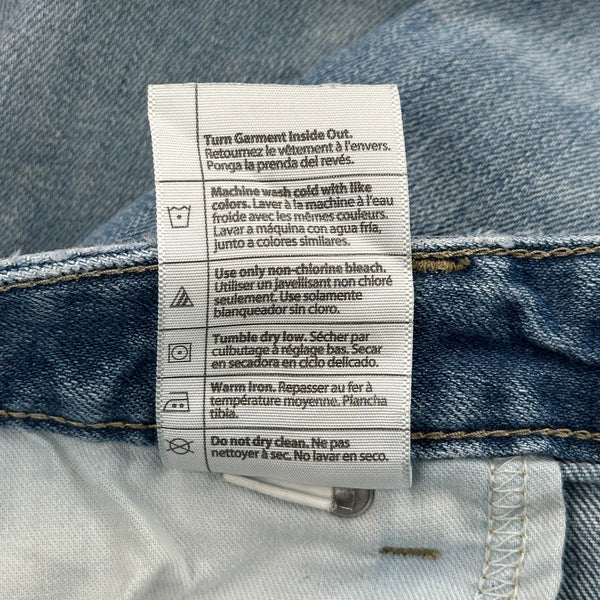 Turn Garment Inside Out.
Retournez le vêtement à l'envers.
Ponga la prenda del revés.
Machine wash cold with like
colors. Laver à la machine à l'eau
froide avec les mêmes couleurs.
Lavar a máquina con agua fría,
junto a colores similares.
Use only non-chlorine bleach.
Utiliser un javellisant non chloré
seulement. Use solamente
blanqueador sin cloro.
Tumble dry low. Sécher par
culbutage à réglage bas. Secar
en secadora en ciclo delicado.
Warm Iron. Repasser au fer à
température moyenne. Plancha
tibia.
Do not dry clean. Ne pas
nettoyer à sec. No lavar en seco.